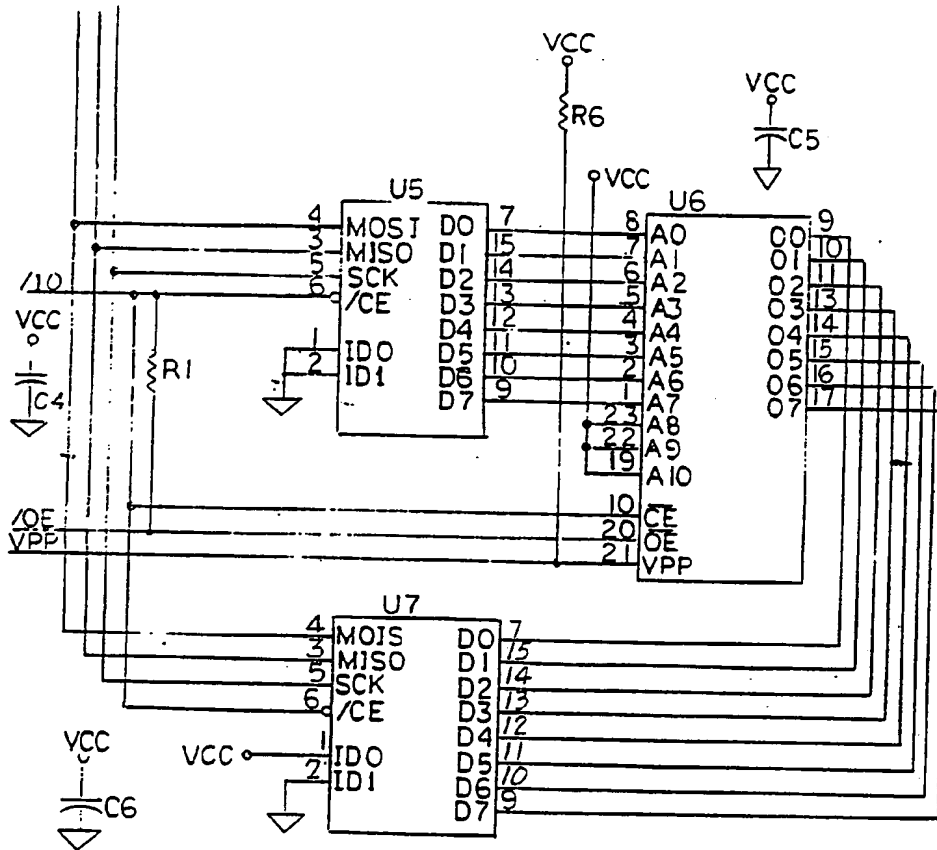 VCC
R6
VCC
C5
VCC
U5
U6
4 MOSI D0 7
3 MISO D1 15
5 SCK D2 14
6 /CE D3 13
D4 12
1 ID0 D5 11
2 ID1 D6 10
D7 9
8 A0 O0 9
7 A1 O1 10
6 A2 O2 11
5 A3 O3 13
4 A4 O4 14
3 A5 O5 15
2 A6 O6 16
1 A7 O7 17
23 A8
22 A9
19 A10
10 CE
20 OE
21 VPP
/IO
VCC
C4
R1
/OE
VPP
U7
4 MOIS D0 7
3 MISO D1 15
5 SCK D2 14
6 /CE D3 13
D4 12
1 ID0 D5 11
2 ID1 D6 10
D7 9
VCC
VCC
C6